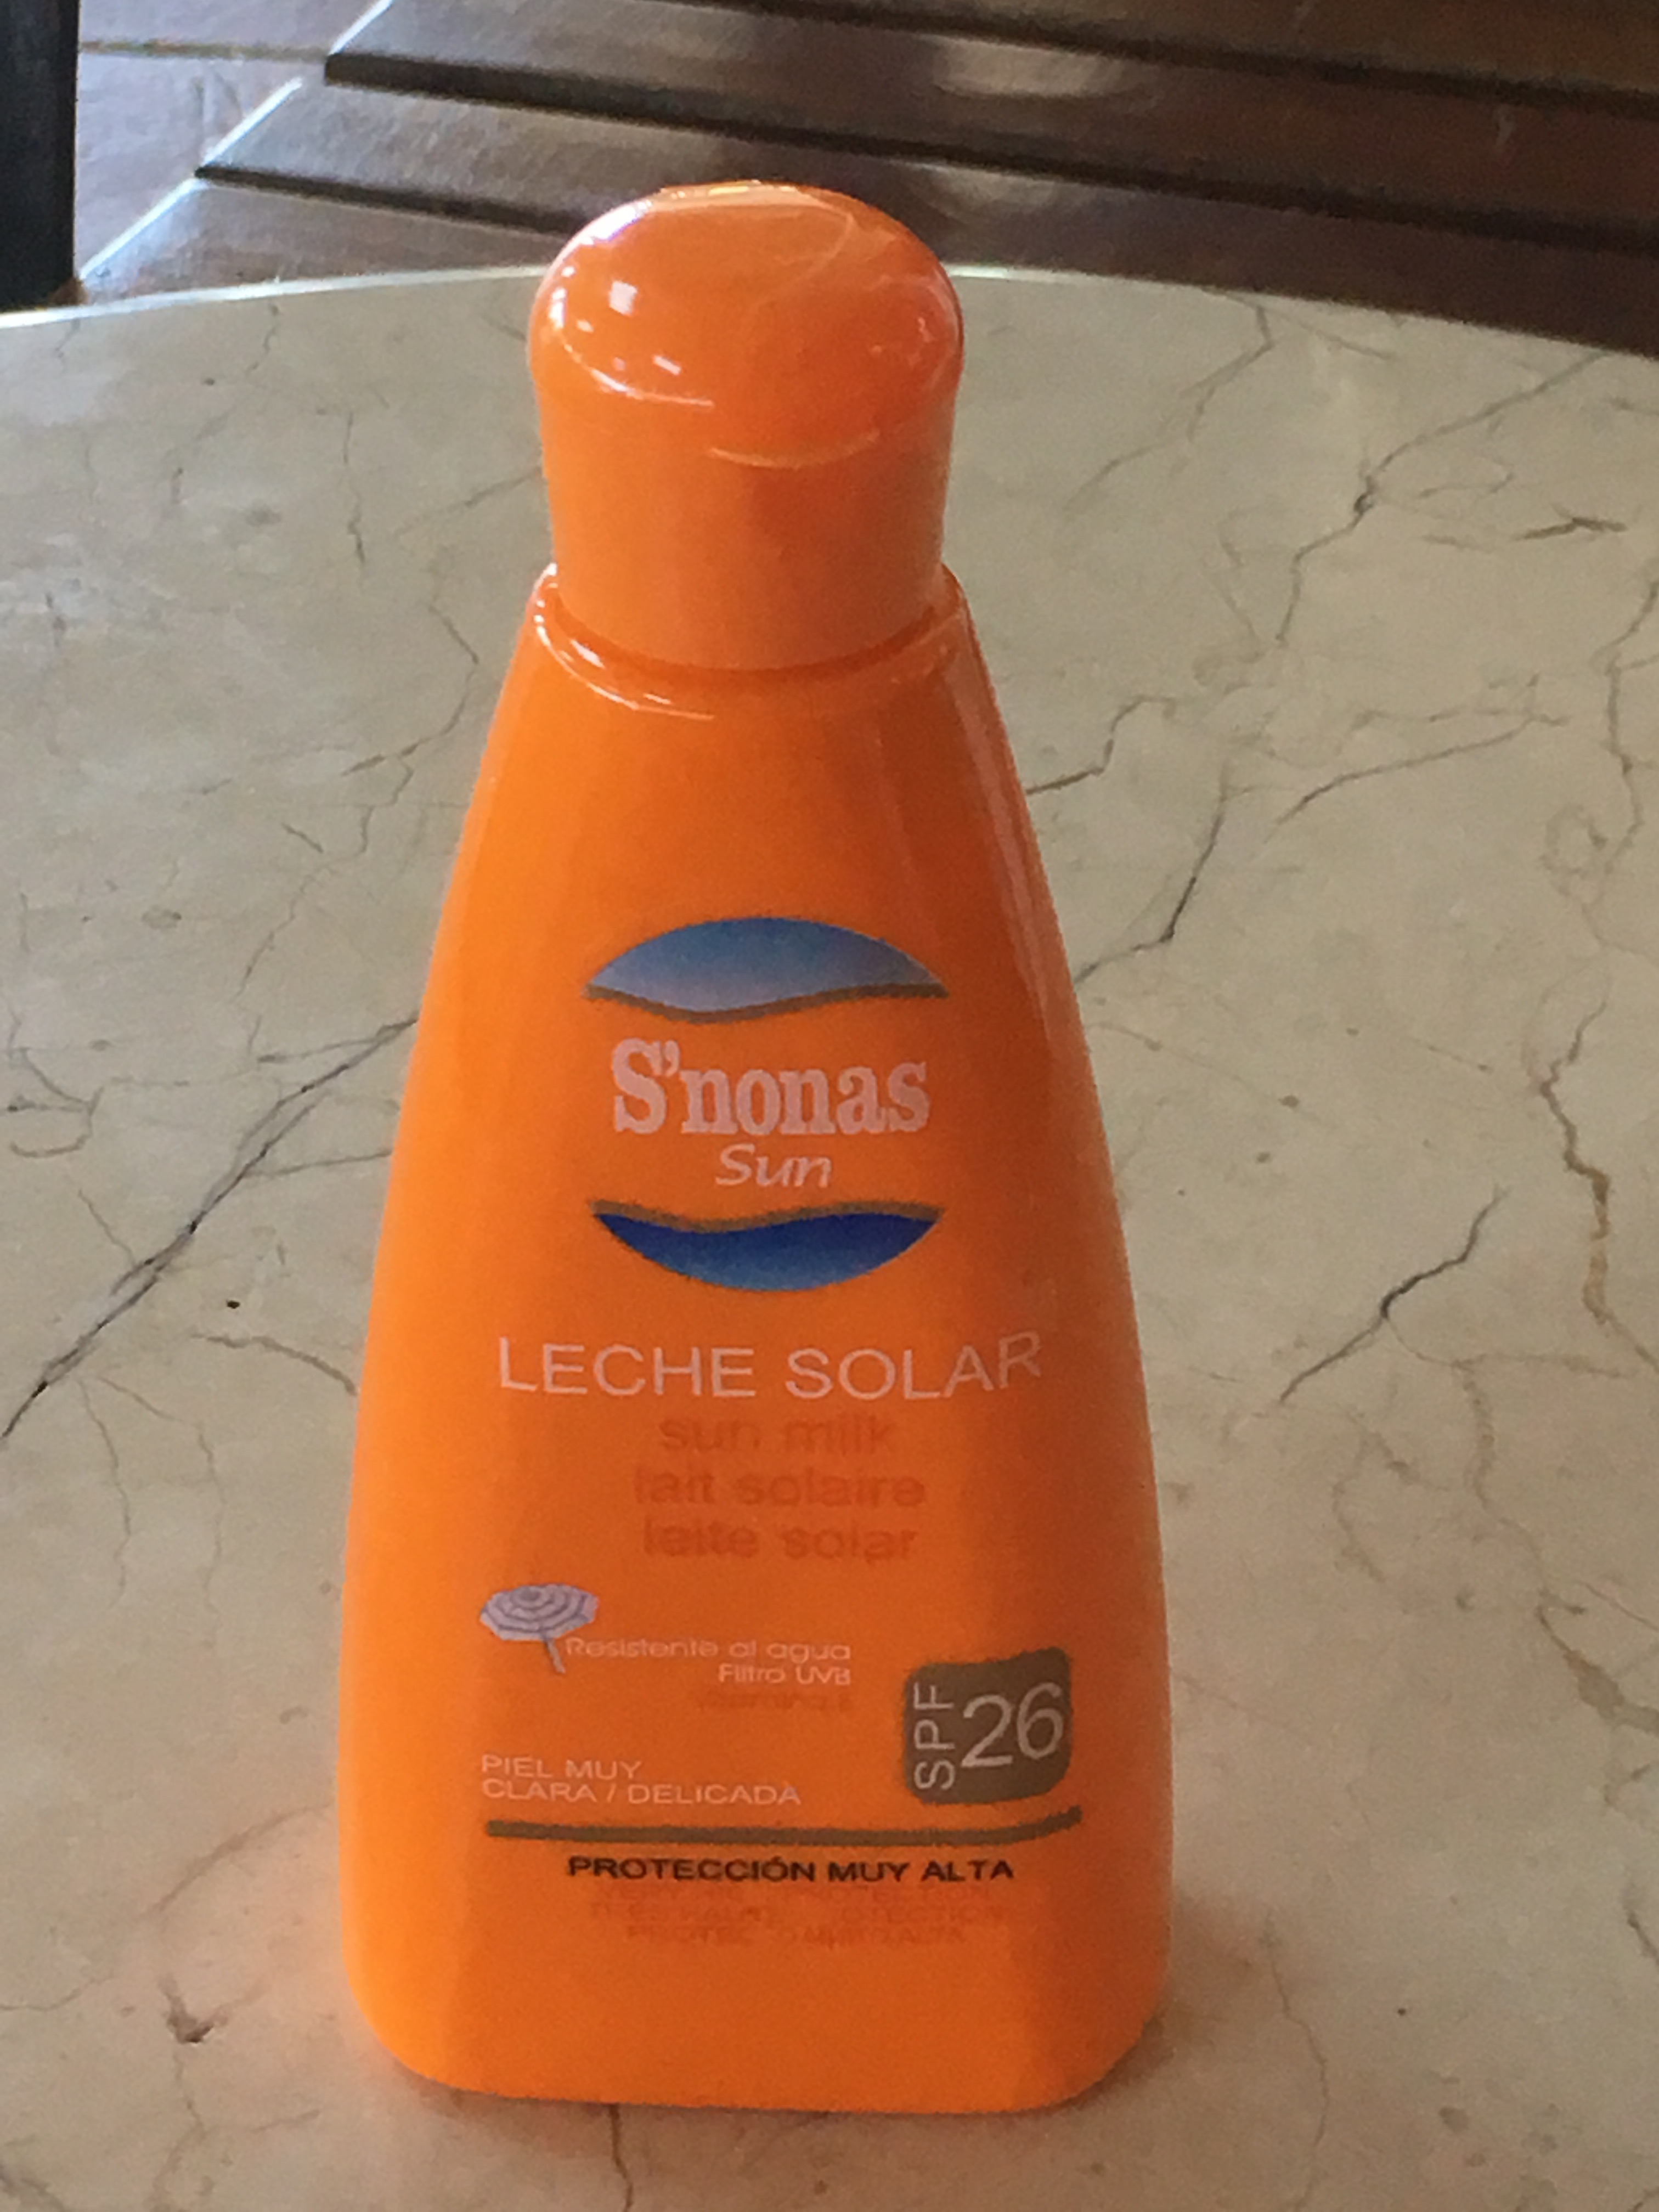 S'nonas
Sun
LECHE SOLAR
sun milk
lait solaire
leite solar
Resistente al agua
Filtro UVB
SPF 26
PIEL MUY
CLARA / DELICADA
PROTECCIÓN MUY ALTA